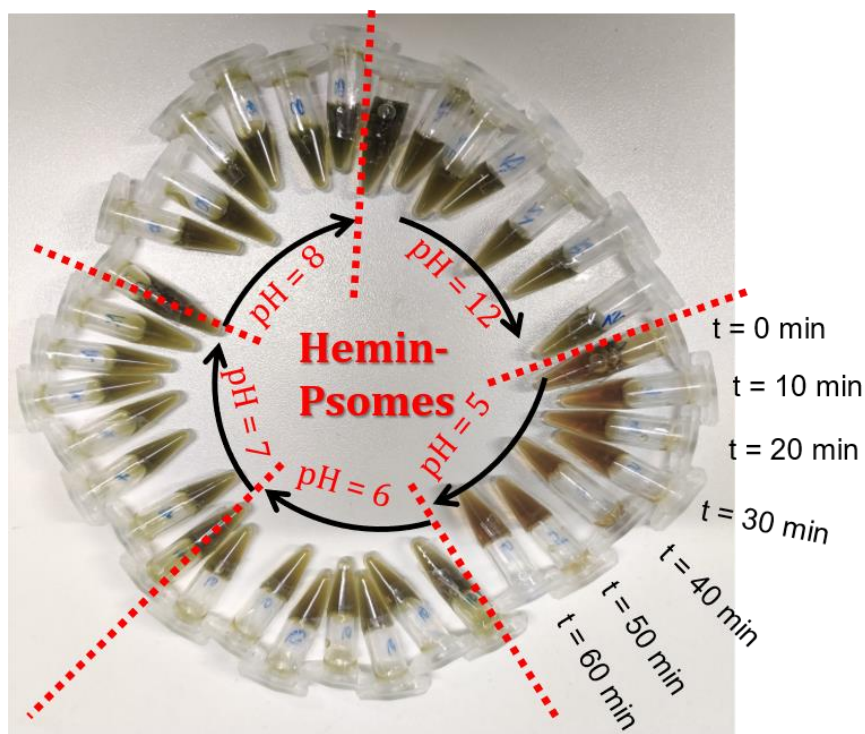 pH = 8
pH = 12
Hemin-
Psomes
pH = 5
pH = 6
pH = 7
t = 0 min
t = 10 min
t = 20 min
t = 30 min
t = 40 min
t = 50 min
t = 60 min